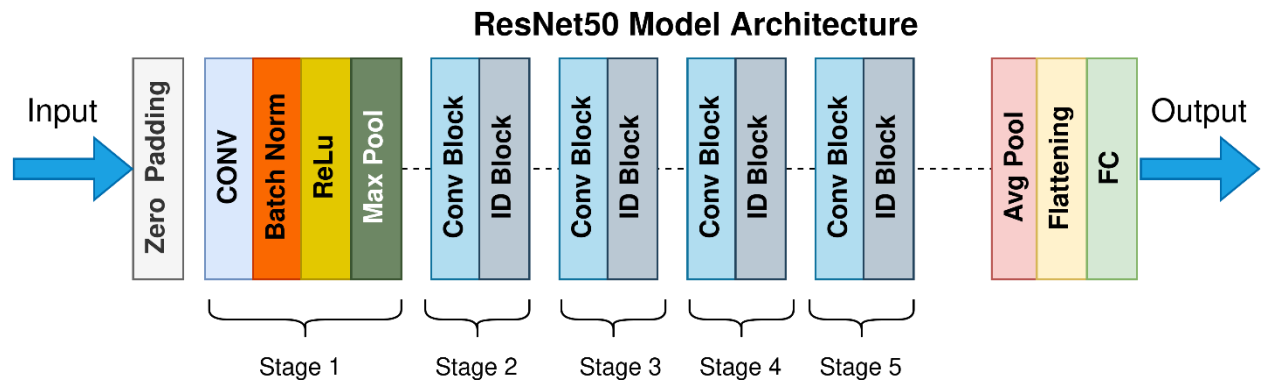 ResNet50 Model Architecture
Input
Zero Padding
CONV
Batch Norm
ReLu
Max Pool
Conv Block
ID Block
Conv Block
ID Block
Conv Block
ID Block
Conv Block
ID Block
Avg Pool
Flattening
FC
Output
Stage 1
Stage 2
Stage 3
Stage 4
Stage 5